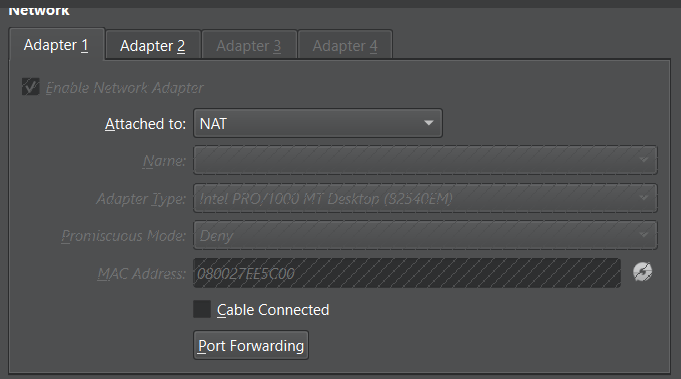 Network
Adapter 1 Adapter 2 Adapter 3 Adapter 4
Enable Network Adapter
Attached to: NAT
Name:
Adapter Type: Intel PRO/1000 MT Desktop (82540EM)
Promiscuous Mode: Deny
MAC Address: 080027EE5C00
Cable Connected
Port Forwarding